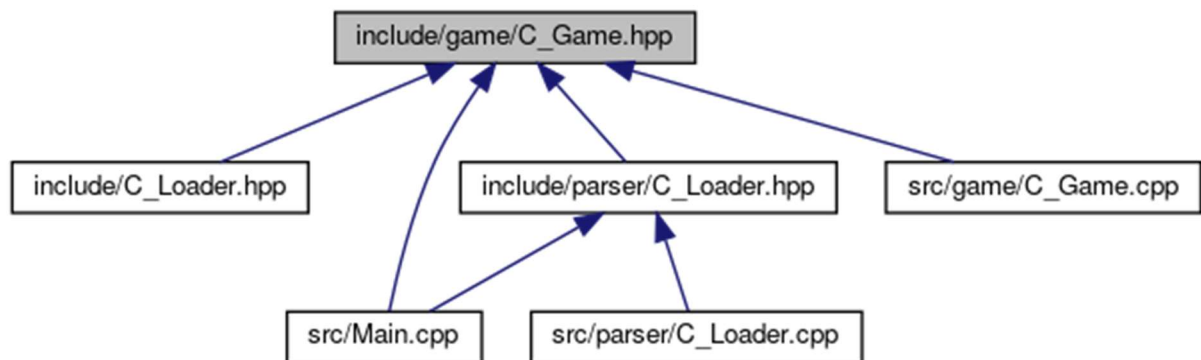 include/game/C_Game.hpp
include/C_Loader.hpp
include/parser/C_Loader.hpp
src/game/C_Game.cpp
src/Main.cpp
src/parser/C_Loader.cpp